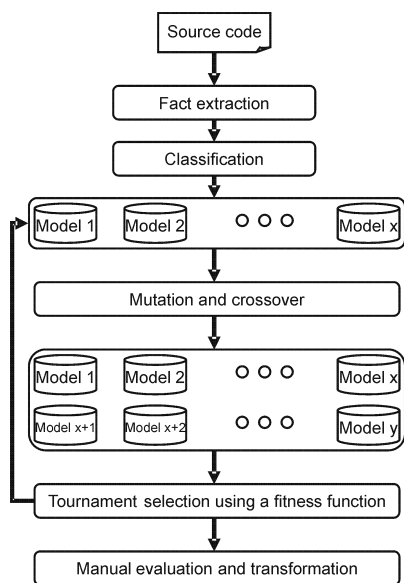 Source code
Fact extraction
Classification
Model 1 Model 2 Model x
Mutation and crossover
Model 1 Model 2 Model x
Model x+1 Model x+2 Model y
Tournament selection using a fitness function
Manual evaluation and transformation